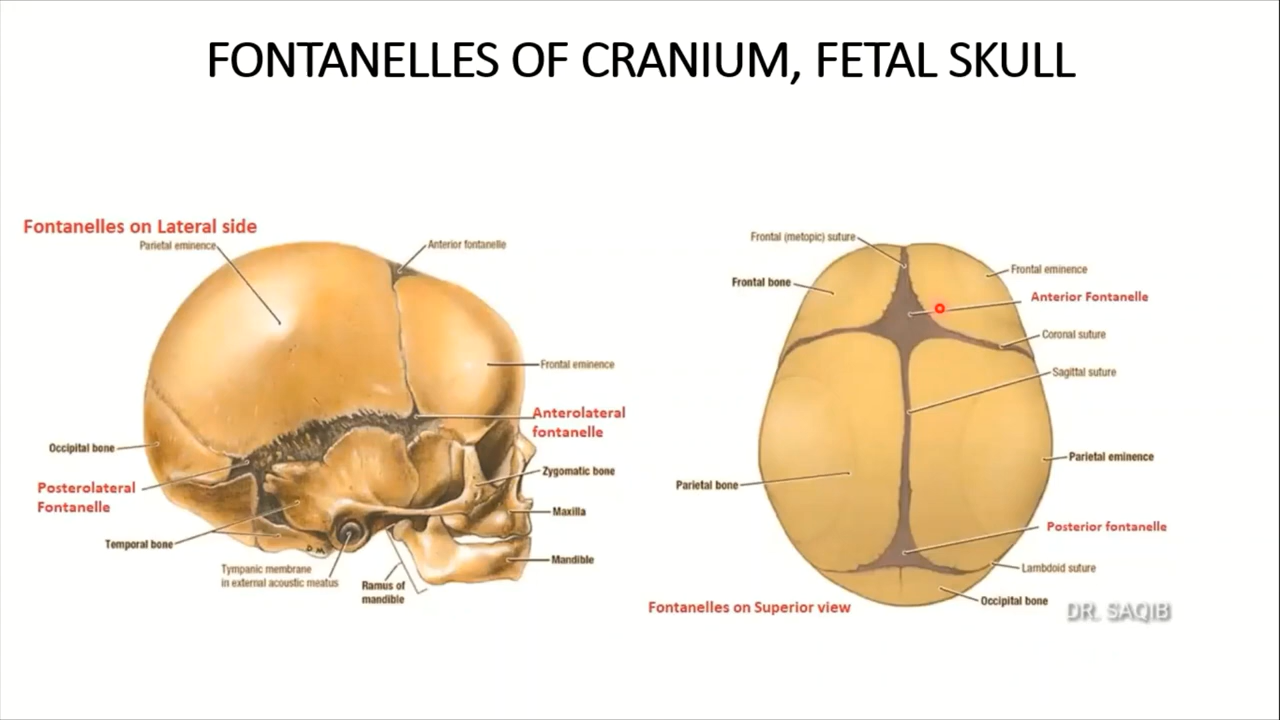 FONTANELLES OF CRANIUM, FETAL SKULL
Fontanelles on Lateral side
Parietal eminence
Anterior fontanelle
Frontal eminence
Anterolateral
fontanelle
Occipital bone
Zygomatic bone
Posterolateral
Fontanelle
Maxilla
Temporal bone
Mandible
Tympanic membrane
in external acoustic meatus
Ramus of
mandible
D M
Frontal (metopic) suture
Frontal eminence
Frontal bone
Anterior Fontanelle
Coronal suture
Sagittal suture
Parietal eminence
Parietal bone
Posterior fontanelle
Lambdoid suture
Occipital bone
Fontanelles on Superior view
DR. SAQIB